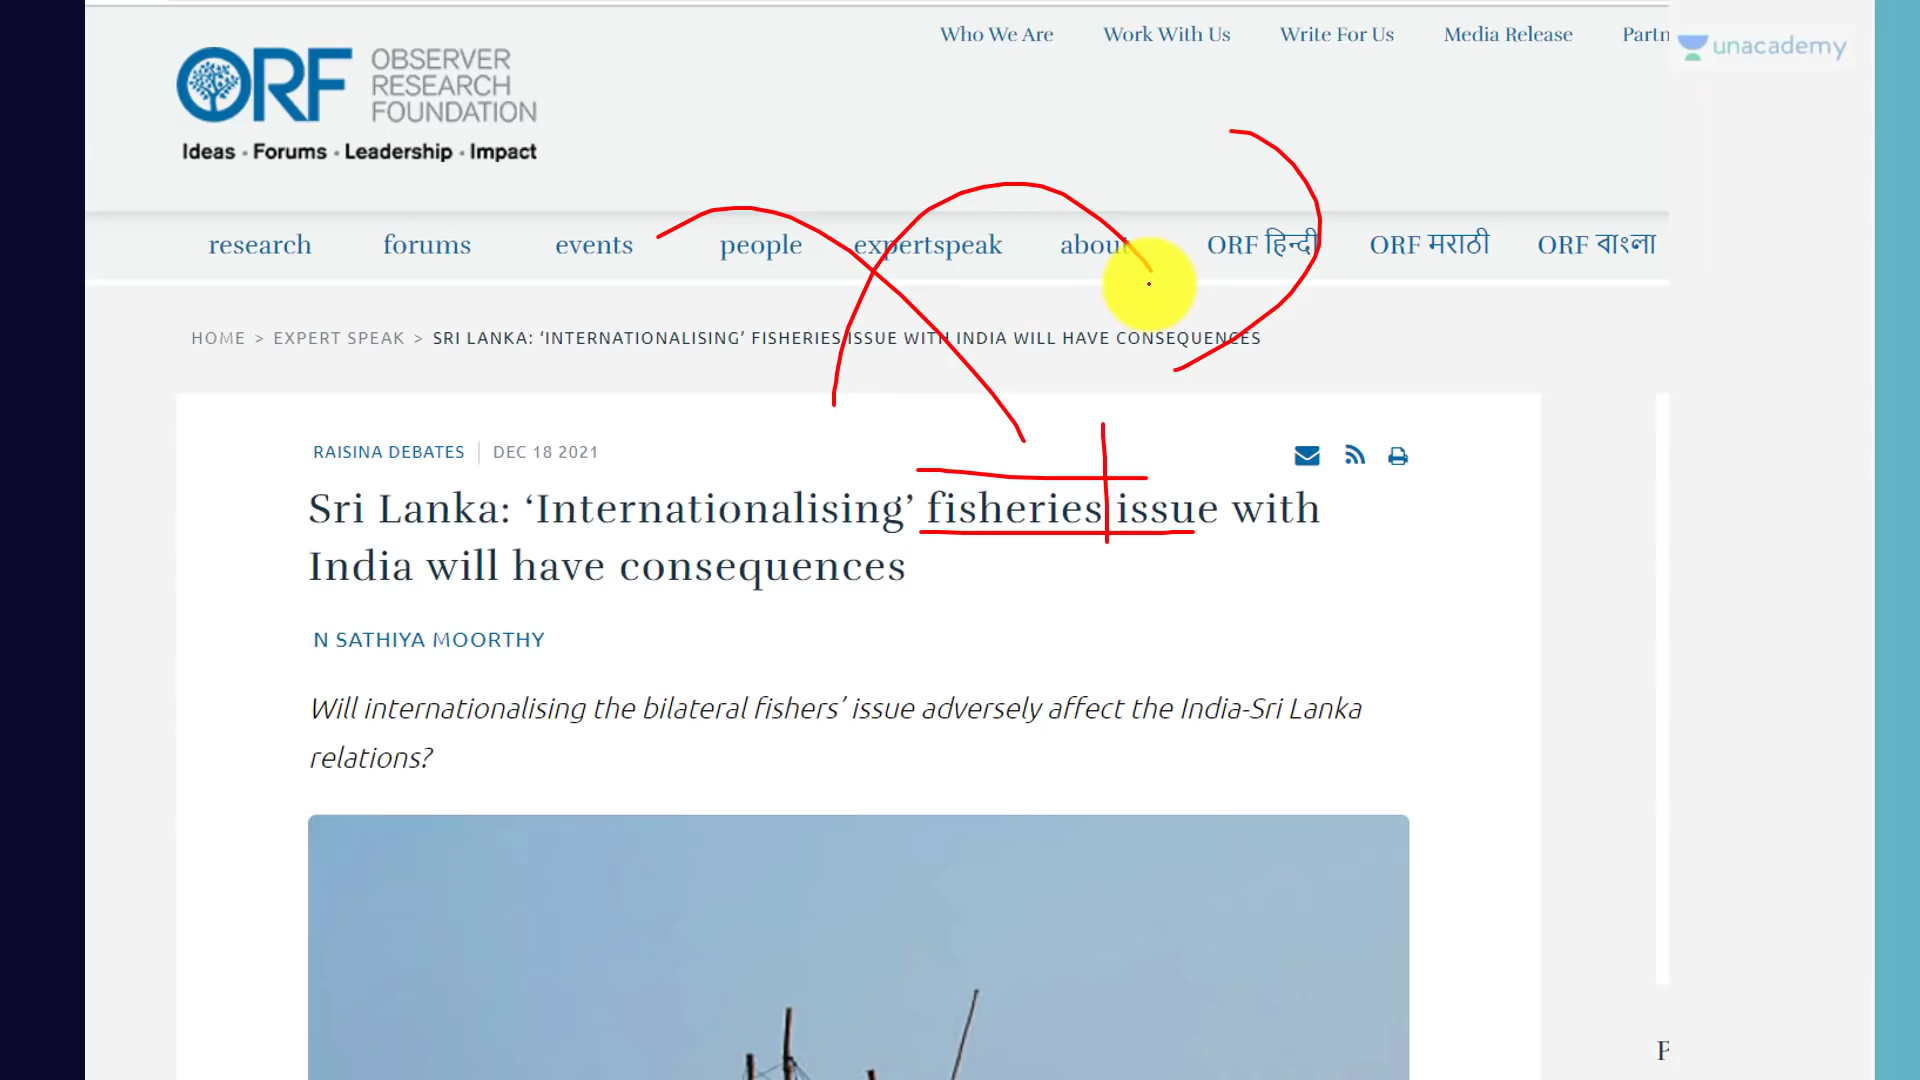 Who We Are Work With Us Write For Us Media Release Partn
unacademy
ORF OBSERVER RESEARCH FOUNDATION
Ideas · Forums · Leadership · Impact
research forums events people expertspeak about ORF हिन्दी ORF मराठी ORF বাংলা
HOME > EXPERT SPEAK > SRI LANKA: ‘INTERNATIONALISING’ FISHERIES ISSUE WITH INDIA WILL HAVE CONSEQUENCES
RAISINA DEBATES DEC 18 2021
Sri Lanka: ‘Internationalising’ fisheries issue with
India will have consequences
N SATHIYA MOORTHY
Will internationalising the bilateral fishers’ issue adversely affect the India-Sri Lanka
relations?
P